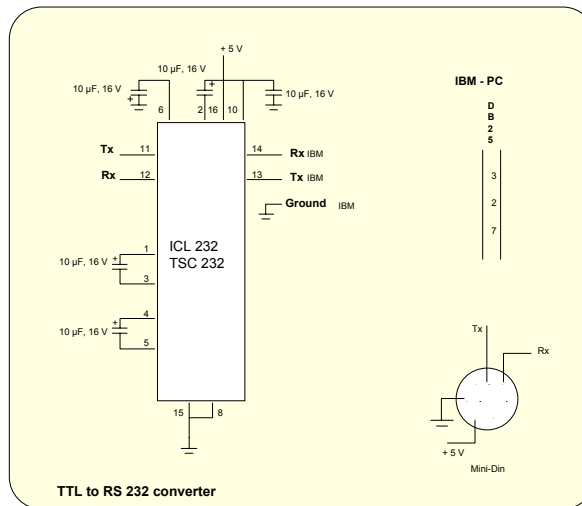 + 5 V
10 µF, 16 V
10 µF, 16 V
+
+
10 µF, 16 V
6
2
16
10
IBM - PC
D
B
2
5
3
2
7
Tx
11
14
Rx IBM
Rx
12
13
Tx IBM
Ground IBM
ICL 232
TSC 232
1
+
10 µF, 16 V
3
4
+
10 µF, 16 V
5
15
8
Tx
Rx
+ 5 V
Mini-Din
TTL to RS 232 converter